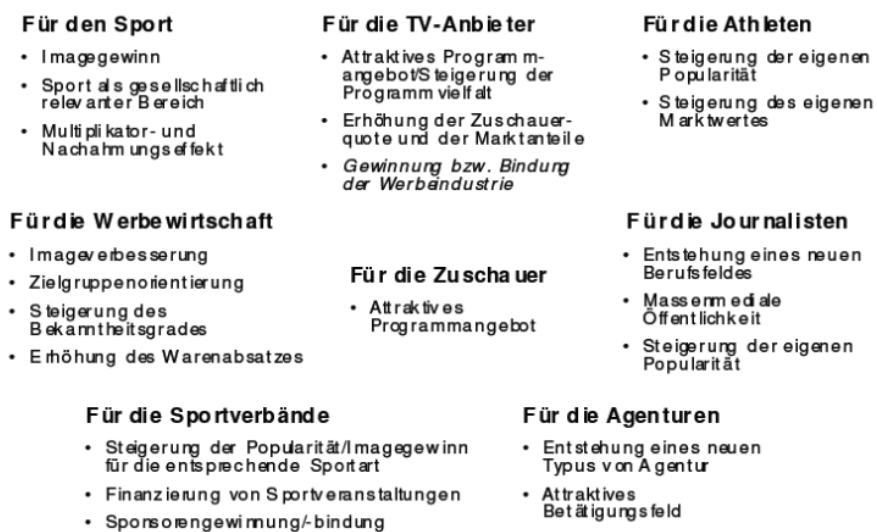 Für den Sport
• Imagegewinn
• Sport als gesellschaftlich
relevanter Bereich
• Multiplikator- und
Nachahmungseffekt
Für die TV-Anbieter
• Attraktives Programm-
angebot/Steigerung der
Programmvielfalt
• Erhöhung der Zuschauer-
quote und der Marktanteile
• Gewinnung bzw. Bindung
der Werbeindustrie
Für die Athleten
• Steigerung der eigenen
Popularität
• Steigerung des eigenen
Marktwertes
Für die Werbewirtschaft
• Imageverbesserung
• Zielgruppenorientierung
• Steigerung des
Bekanntheitsgrades
• Erhöhung des Warenabsatzes
Für die Zuschauer
• Attraktives
Programmangebot
Für die Journalisten
• Entstehung eines neuen
Berufsfeldes
• Massenmediale
Öffentlichkeit
• Steigerung der eigenen
Popularität
Für die Sportverbände
• Steigerung der Popularität/Imagegewinn
für die entsprechende Sportart
• Finanzierung von Sportveranstaltungen
• Sponsorengewinnung/-bindung
Für die Agenturen
• Entstehung eines neuen
Typus von Agentur
• Attraktives
Betätigungsfeld